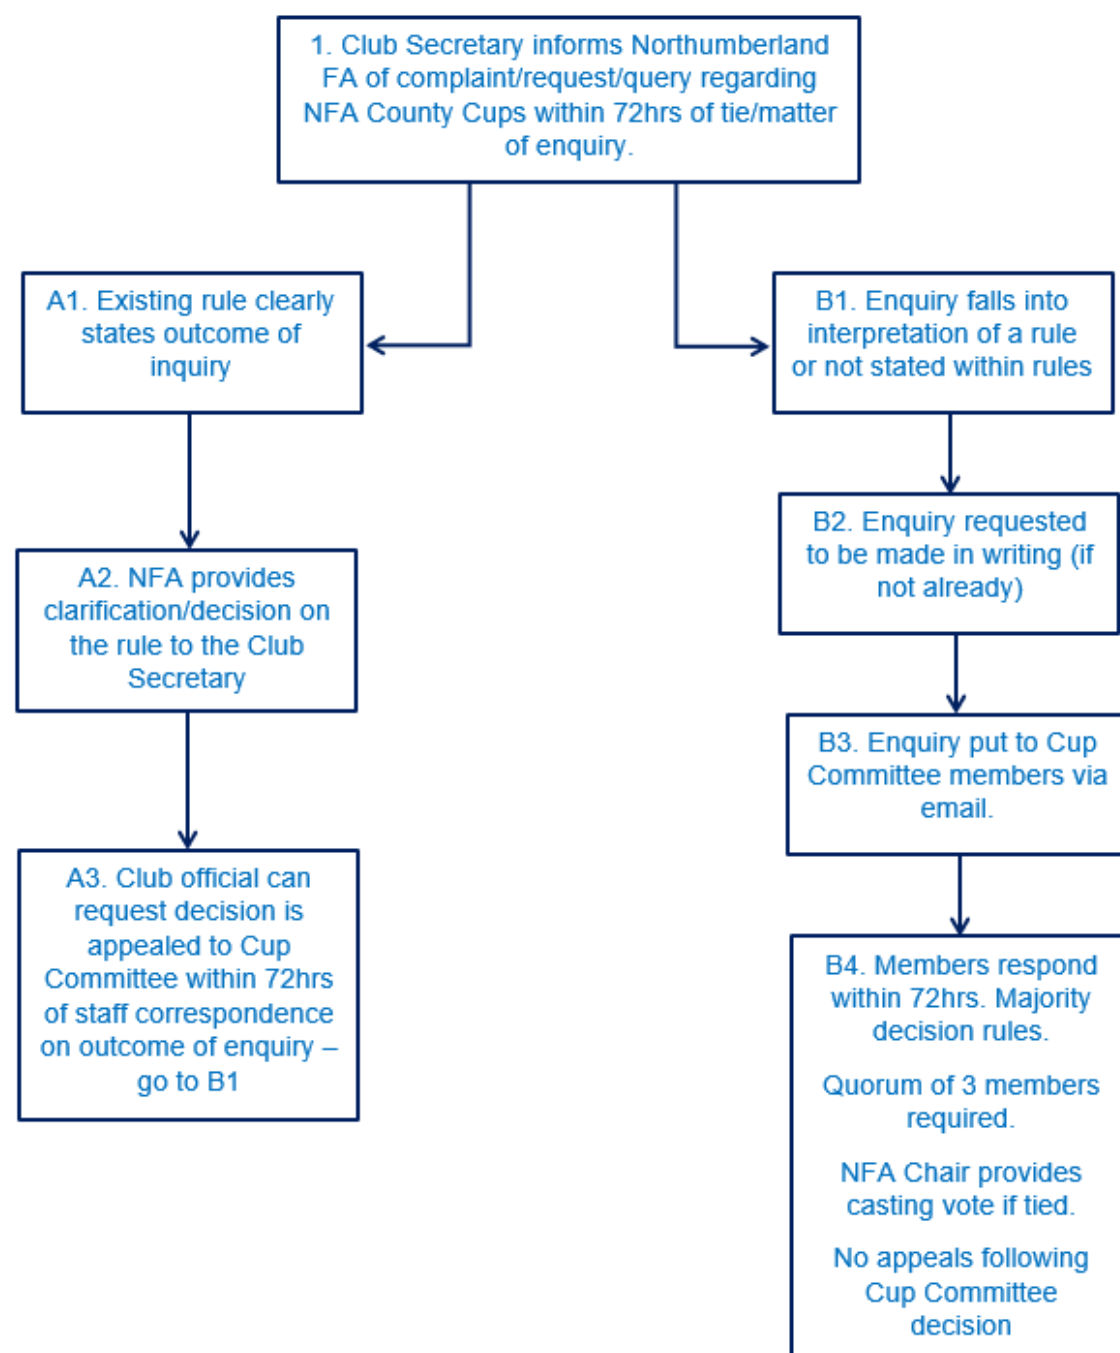 1. Club Secretary informs Northumberland
FA of complaint/request/query regarding
NFA County Cups within 72hrs of tie/matter
of enquiry.
A1. Existing rule clearly
states outcome of
inquiry
A2. NFA provides
clarification/decision on
the rule to the Club
Secretary
A3. Club official can
request decision is
appealed to Cup
Committee within 72hrs
of staff correspondence
on outcome of enquiry –
go to B1
B1. Enquiry falls into
interpretation of a rule
or not stated within rules
B2. Enquiry requested
to be made in writing (if
not already)
B3. Enquiry put to Cup
Committee members via
email.
B4. Members respond
within 72hrs. Majority
decision rules.
Quorum of 3 members
required.
NFA Chair provides
casting vote if tied.
No appeals following
Cup Committee
decision